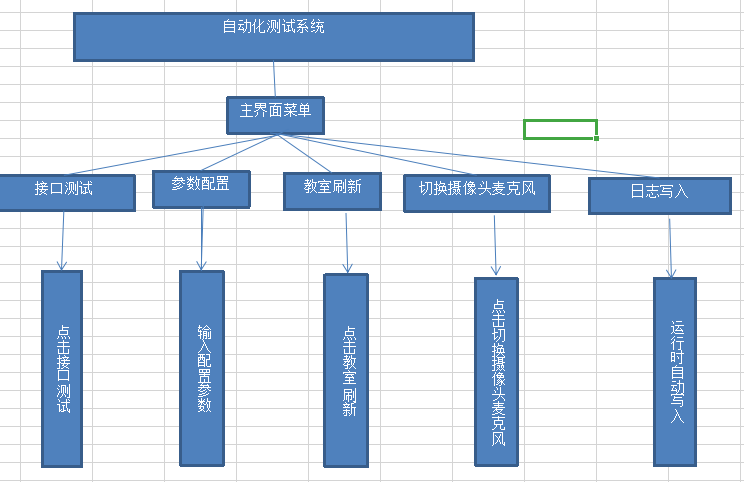 自动化测试系统
主界面菜单
接口测试
参数配置
教室刷新
切换摄像头麦克风
日志写入
点击接口测试
输入配置参数
点击教室刷新
点击切换摄像头麦克风
运行时自动写入